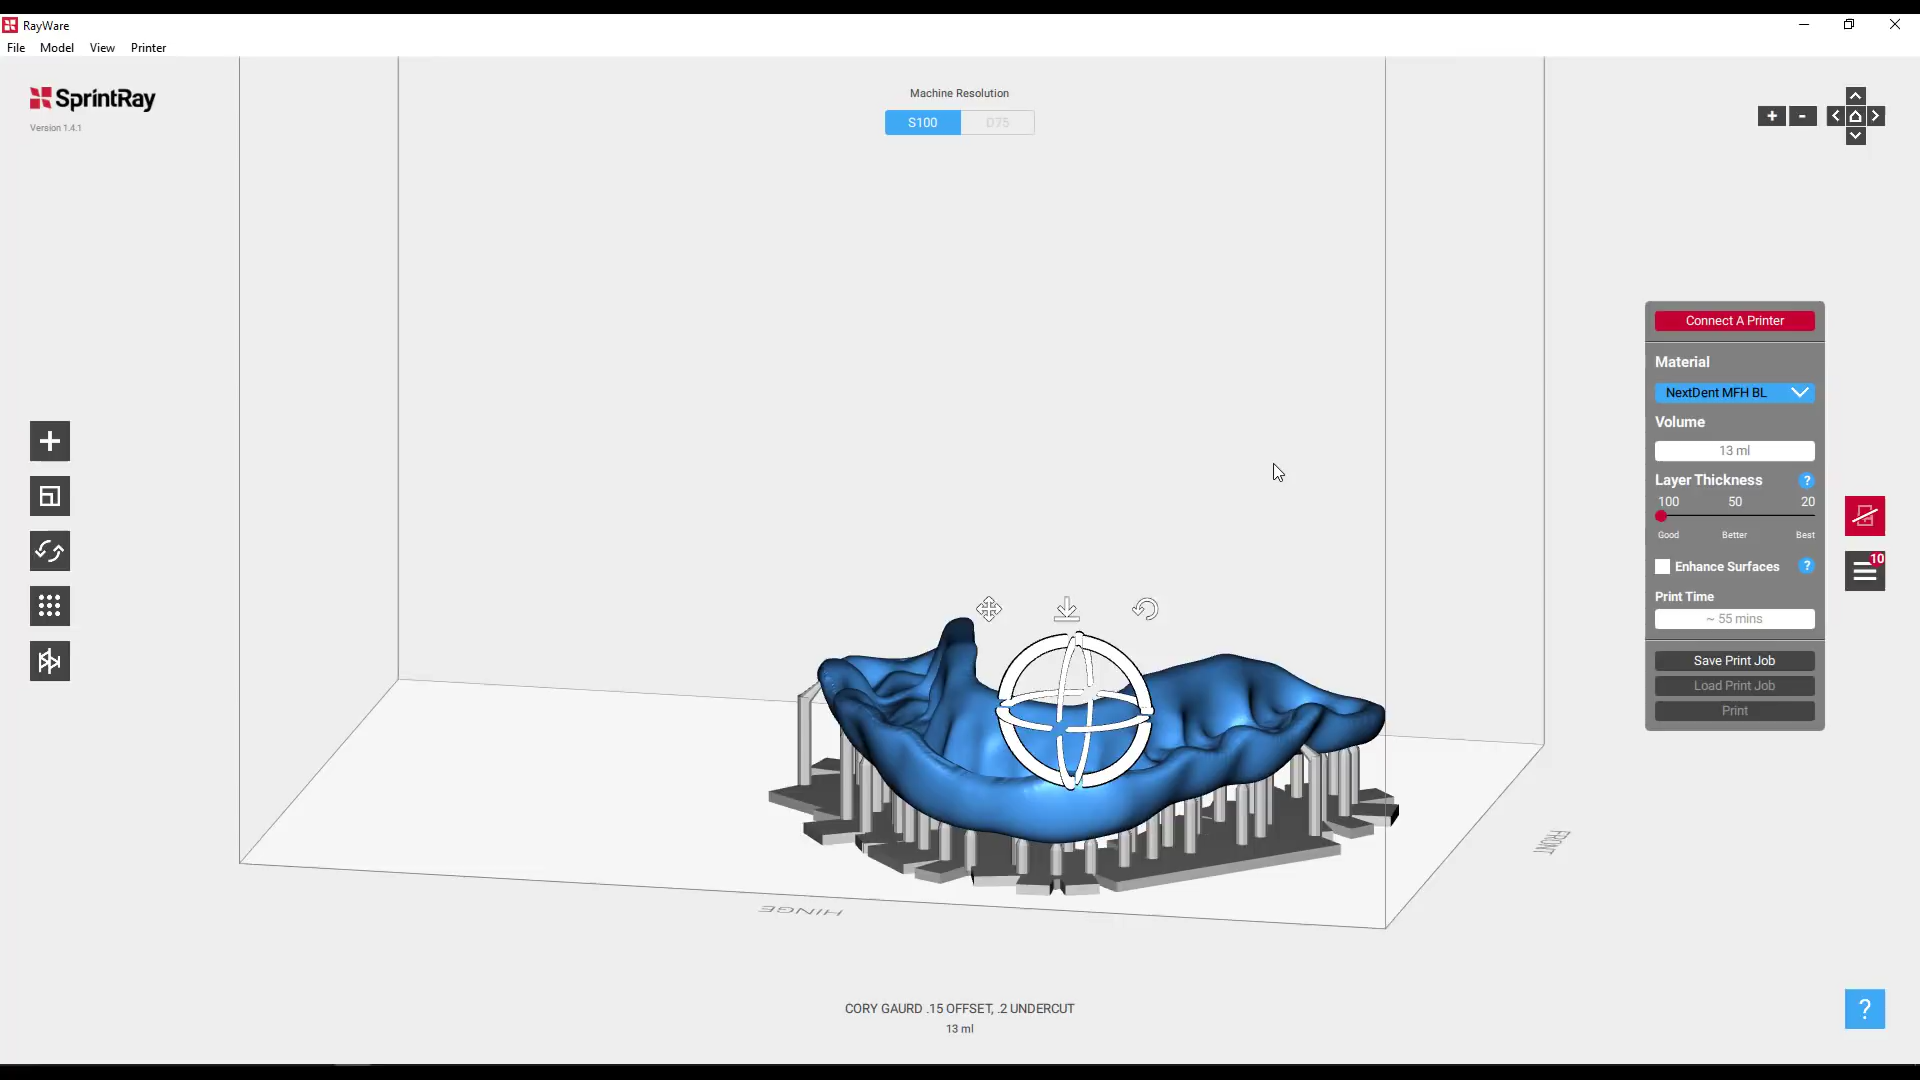 RayWare
File Model View Printer
SprintRay
Version 1.4.1
Machine Resolution
S100 D75
+ -
Connect A Printer
Material
NextDent MFH BL
Volume
13 ml
Layer Thickness ?
100 50 20
Good Better Best
Enhance Surfaces ?
Print Time
~ 55 mins
Save Print Job
Load Print Job
Print
10
FRONT
HINGE
CORY GAURD .15 OFFSET, .2 UNDERCUT
13 ml
?